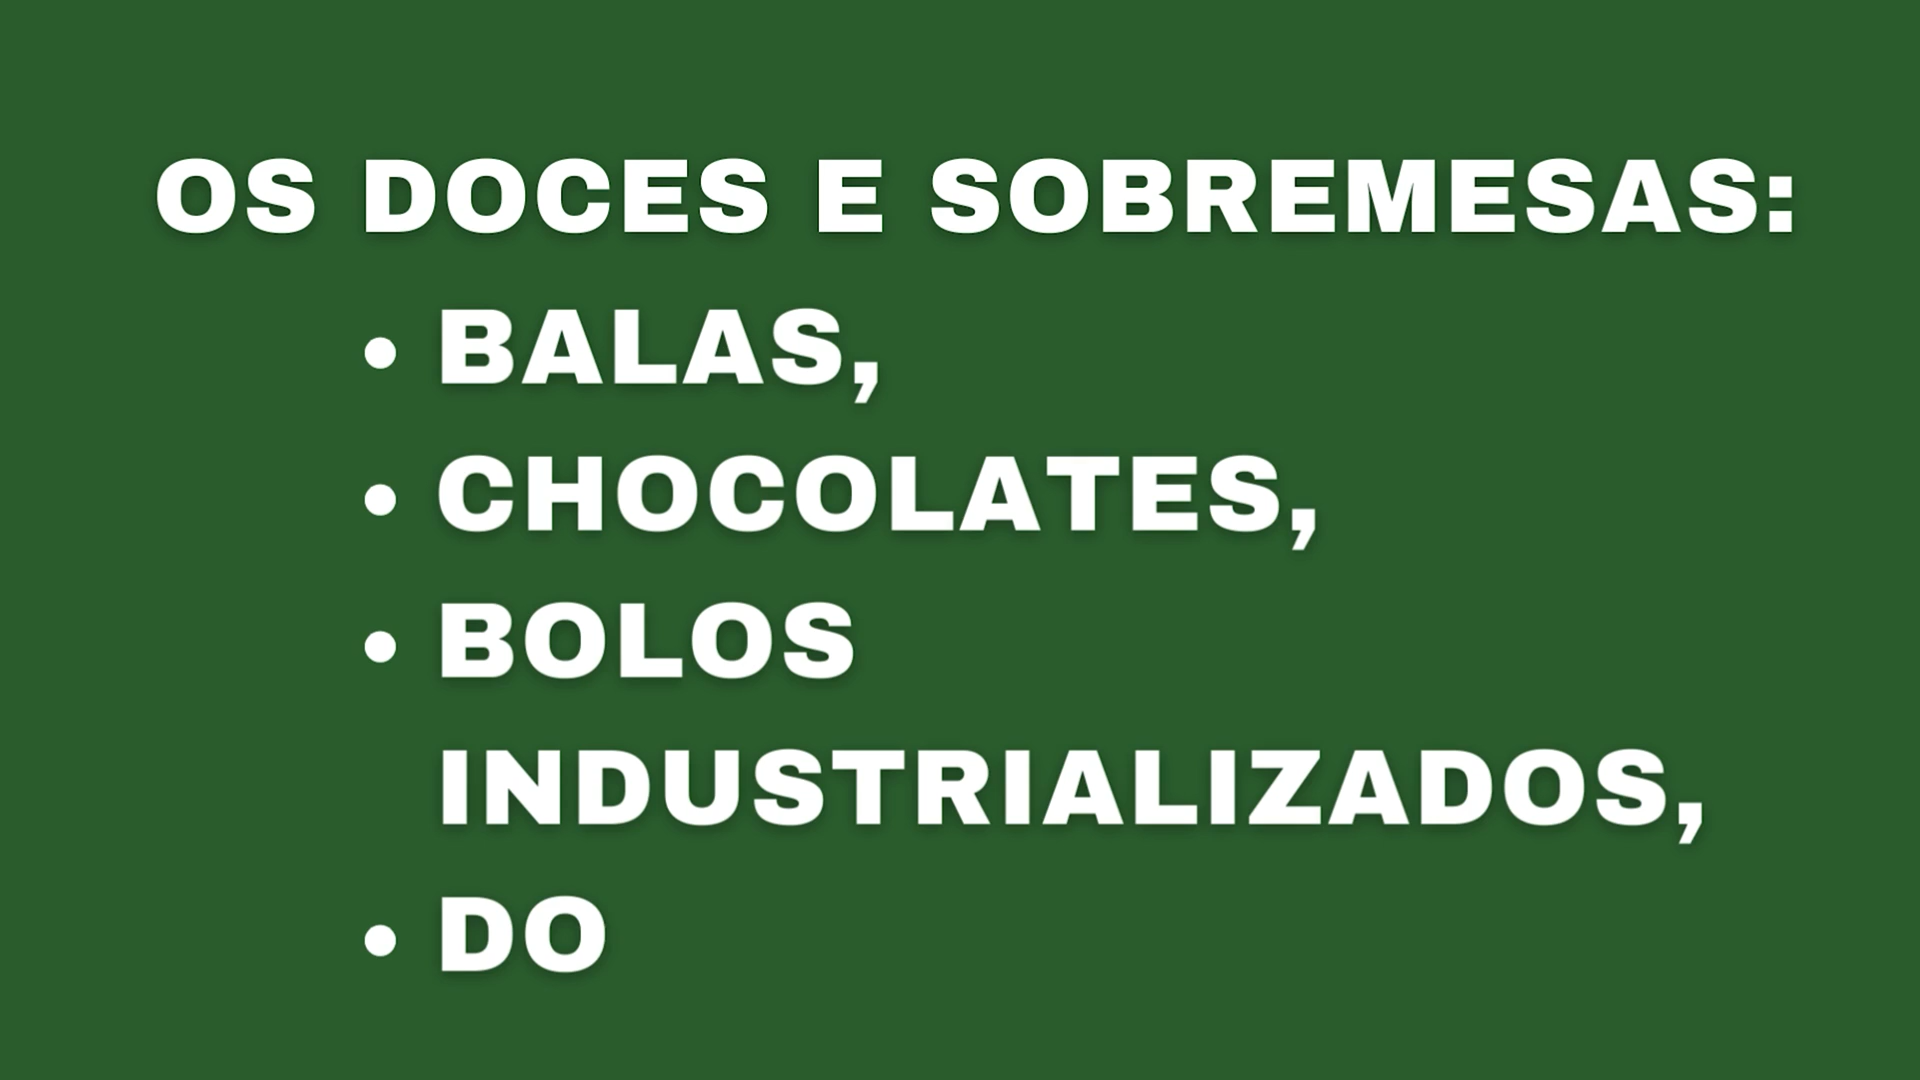 OS DOCES E SOBREMESAS:
• BALAS,
• CHOCOLATES,
• BOLOS
INDUSTRIALIZADOS,
• DO